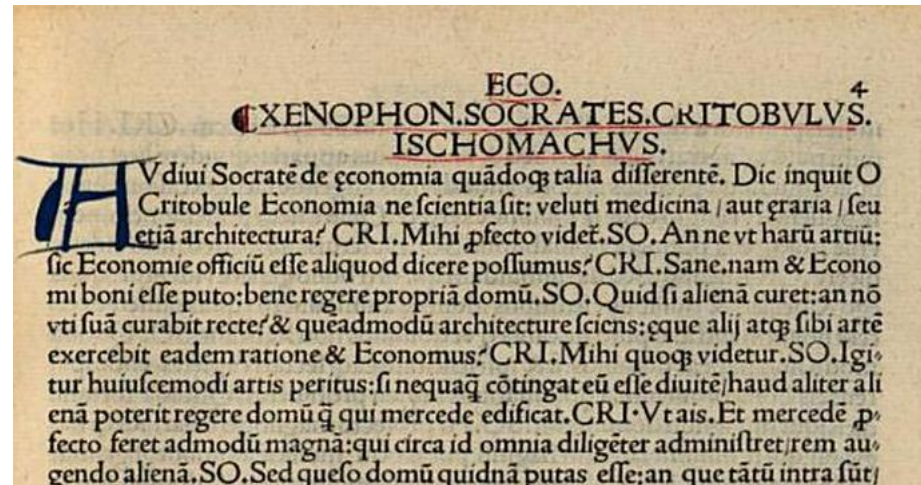 ECO. 4
⸿XENOPHON.SOCRATES.CRITOBVLVS.
ISCHOMACHVS.
AVdiui Socratē de ęconomia quādoqꝫ talia differentē. Dic inquit O
Critobule Economia ne ſcientia ſit: veluti medicina / aut ęraria / ſeu
etiā architectura? CRI. Mihi ꝓfecto videt̃. SO. An ne vt harū artiū:
ſic Economie officiū eſſe aliquod dicere poſſumus? CRI. Sane. nam & Econo
mi boni eſſe puto: bene regere propriā domū. SO. Quid ſi alienā curet: an nō
vti ſuā curabit recte? & quēadmodū architecture ſciens: ęque alij atqꝫ ſibi artē
exercebit eadem ratione & Economus? CRI. Mihi quoqꝫ videtur. SO. Igi-
tur huiuſcemodi artis peritus: ſi nequaq̄ cōtingat eū eſſe diuitē / haud aliter ali
enā poterit regere domū q̄ qui mercede edificat. CRI. Vt ais. Et mercedē ꝓ-
fecto feret admodū magnā: qui circa id omnia diligēter adminiſtret / rem au-
gendo alienā. SO. Sed queſo domū quidnā putas eſſe: an que tātū intra ſūt /